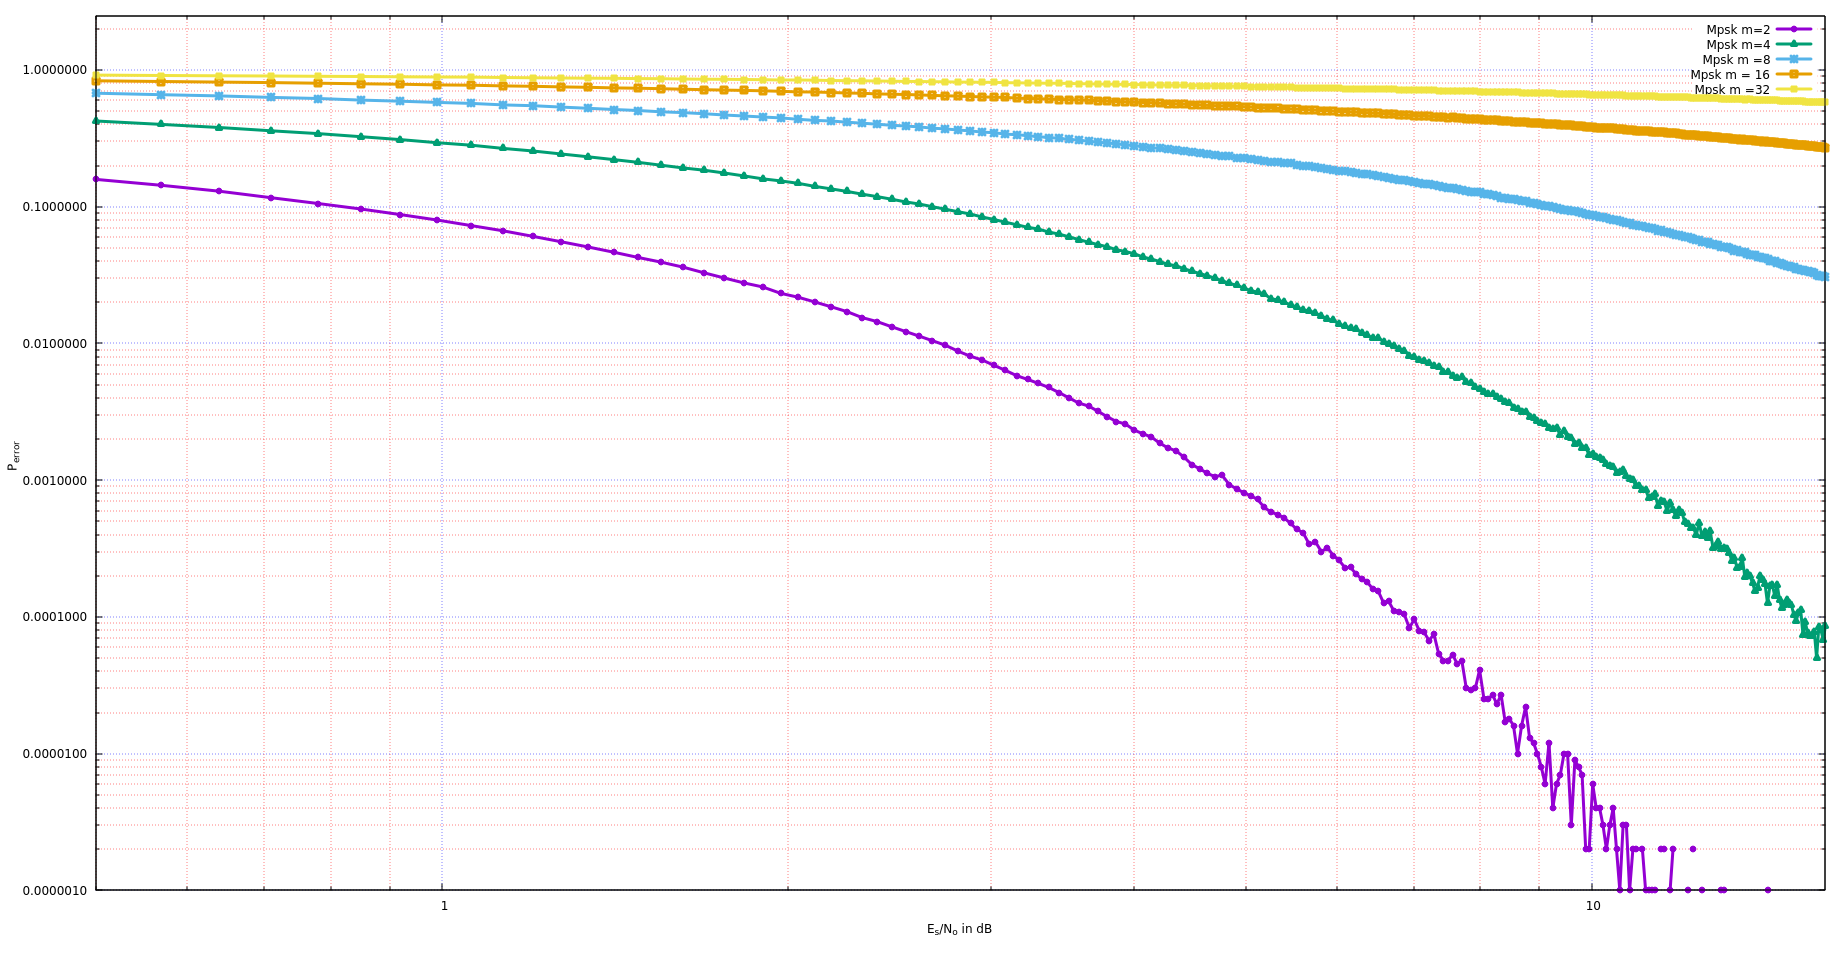 Mpsk m=2
Mpsk m=4
Mpsk m =8
Mpsk m = 16
Mpsk m =32
1.0000000
0.1000000
0.0100000
0.0010000
0.0001000
0.0000100
0.0000010
Perror
1
10
Es/No in dB